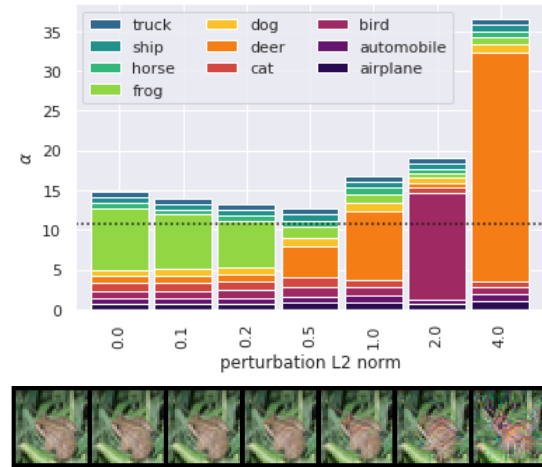 35
30
25
20
15
10
5
0
α
truck
ship
horse
frog
dog
deer
cat
bird
automobile
airplane
0.0 0.1 0.2 0.5 1.0 2.0 4.0
perturbation L2 norm